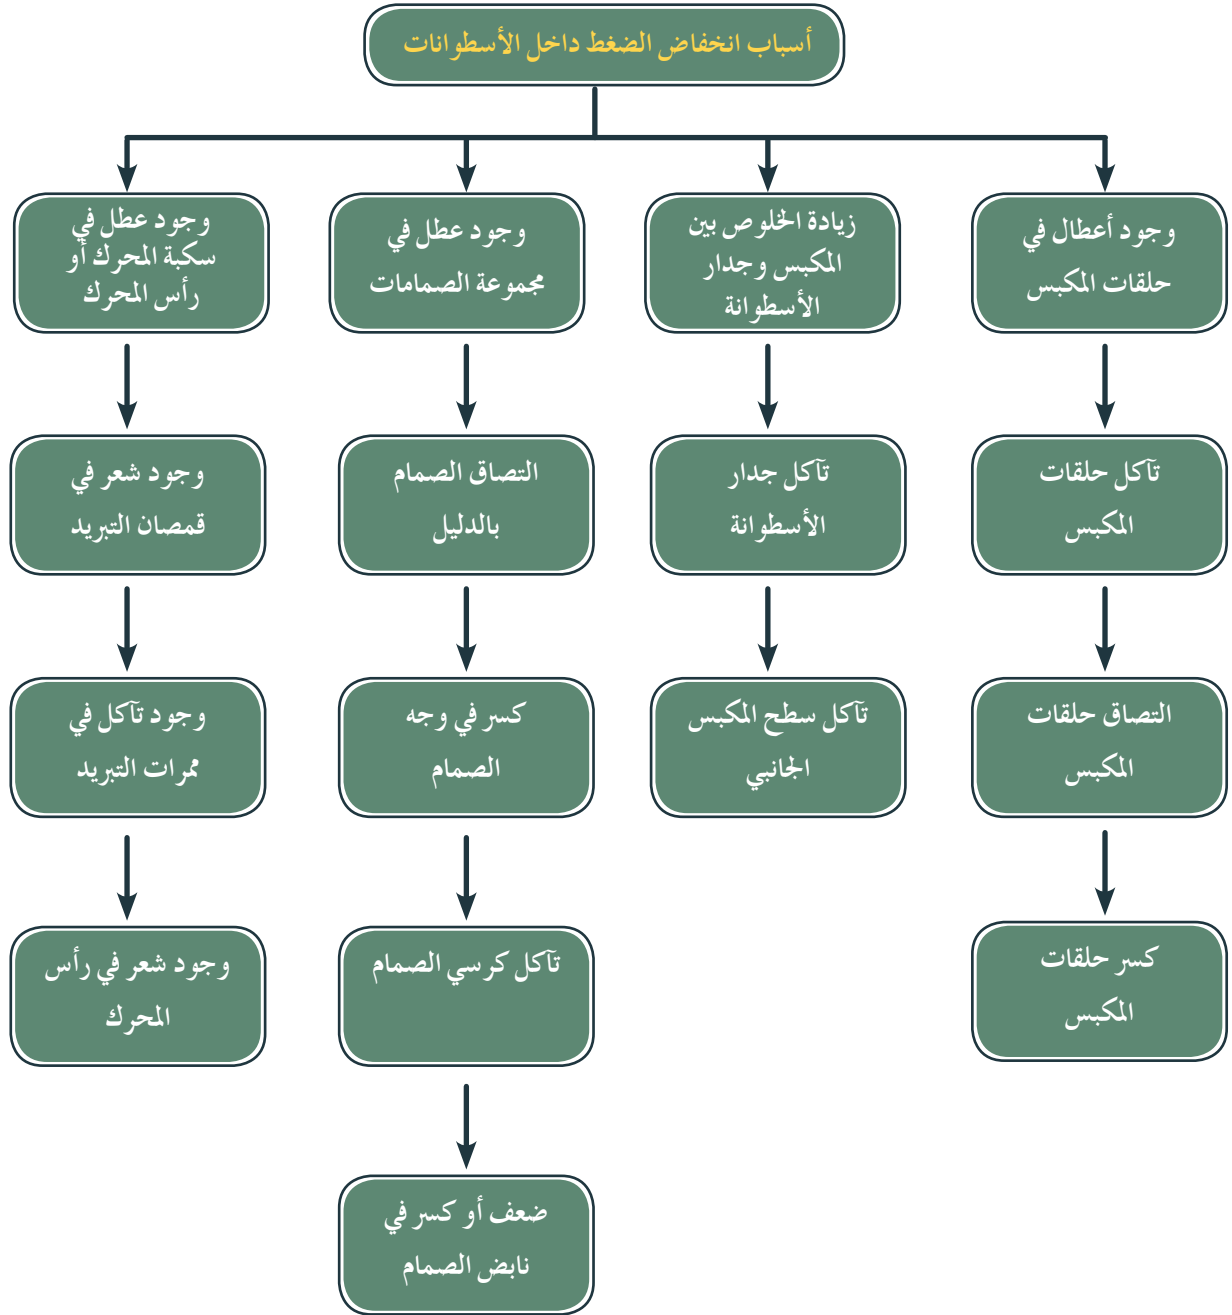 أسباب انخفاض الضغط داخل الأسطوانات
وجود أعطال في
حلقات المكبس
زيادة الخلوص بين
المكبس وجدار
الأسطوانة
وجود عطل في
مجموعة الصمامات
وجود عطل في
سكبة المحرك أو
رأس المحرك
تآكل حلقات
المكبس
تآكل جدار
الأسطوانة
التصاق الصمام
بالدليل
وجود شعر في
قمصان التبريد
التصاق حلقات
المكبس
تآكل سطح المكبس
الجانبي
كسر في وجه
الصمام
وجود تآكل في
ممرات التبريد
كسر حلقات
المكبس
تآكل كرسي الصمام
وجود شعر في رأس
المحرك
ضعف أو كسر في
نابض الصمام